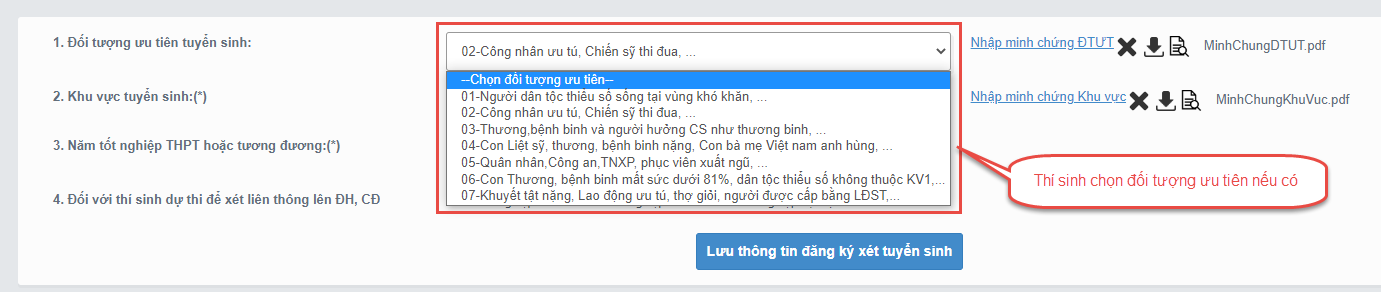 1. Đối tượng ưu tiên tuyển sinh:
02-Công nhân ưu tú, Chiến sỹ thi đua, ...
Nhập minh chứng ĐTƯT
MinhChungDTUT.pdf
--Chọn đối tượng ưu tiên--
01-Người dân tộc thiểu số sống tại vùng khó khăn, ...
02-Công nhân ưu tú, Chiến sỹ thi đua, ...
03-Thương,bệnh binh và người hưởng CS như thương binh, ...
04-Con Liệt sỹ, thương, bệnh binh nặng, Con bà mẹ Việt nam anh hùng, ...
05-Quân nhân,Công an,TNXP, phục viên xuất ngũ, ...
06-Con Thương, bệnh binh mất sức dưới 81%, dân tộc thiểu số không thuộc KV1,...
07-Khuyết tật nặng, Lao động ưu tú, thợ giỏi, người được cấp bằng LĐST,...
2. Khu vực tuyển sinh:(*)
Nhập minh chứng Khu vực
MinhChungKhuVuc.pdf
3. Năm tốt nghiệp THPT hoặc tương đương:(*)
4. Đối với thí sinh dự thi để xét liên thông lên ĐH, CĐ
Thí sinh chọn đối tượng ưu tiên nếu có
Lưu thông tin đăng ký xét tuyển sinh